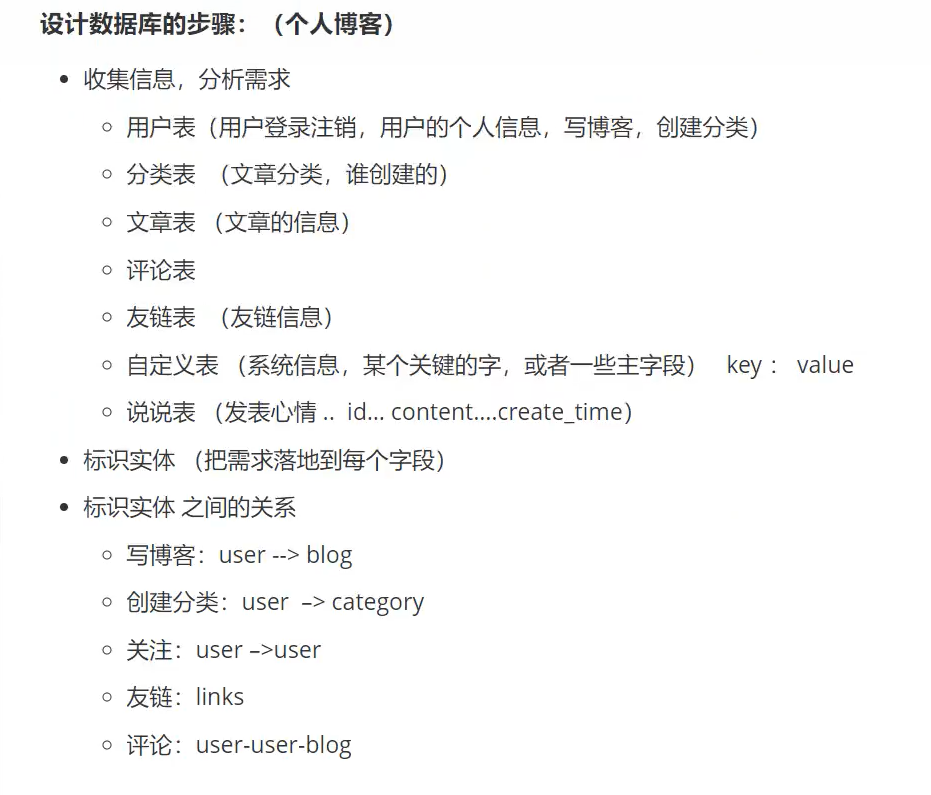 设计数据库的步骤：（个人博客）
收集信息，分析需求
用户表（用户登录注销，用户的个人信息，写博客，创建分类）
分类表 （文章分类，谁创建的）
文章表 （文章的信息）
评论表
友链表 （友链信息）
自定义表 （系统信息，某个关键的字，或者一些主字段） key： value
说说表 （发表心情 .. id... content....create_time）
标识实体 （把需求落地到每个字段）
标识实体 之间的关系
写博客：user --> blog
创建分类：user –> category
关注：user –>user
友链：links
评论：user-user-blog